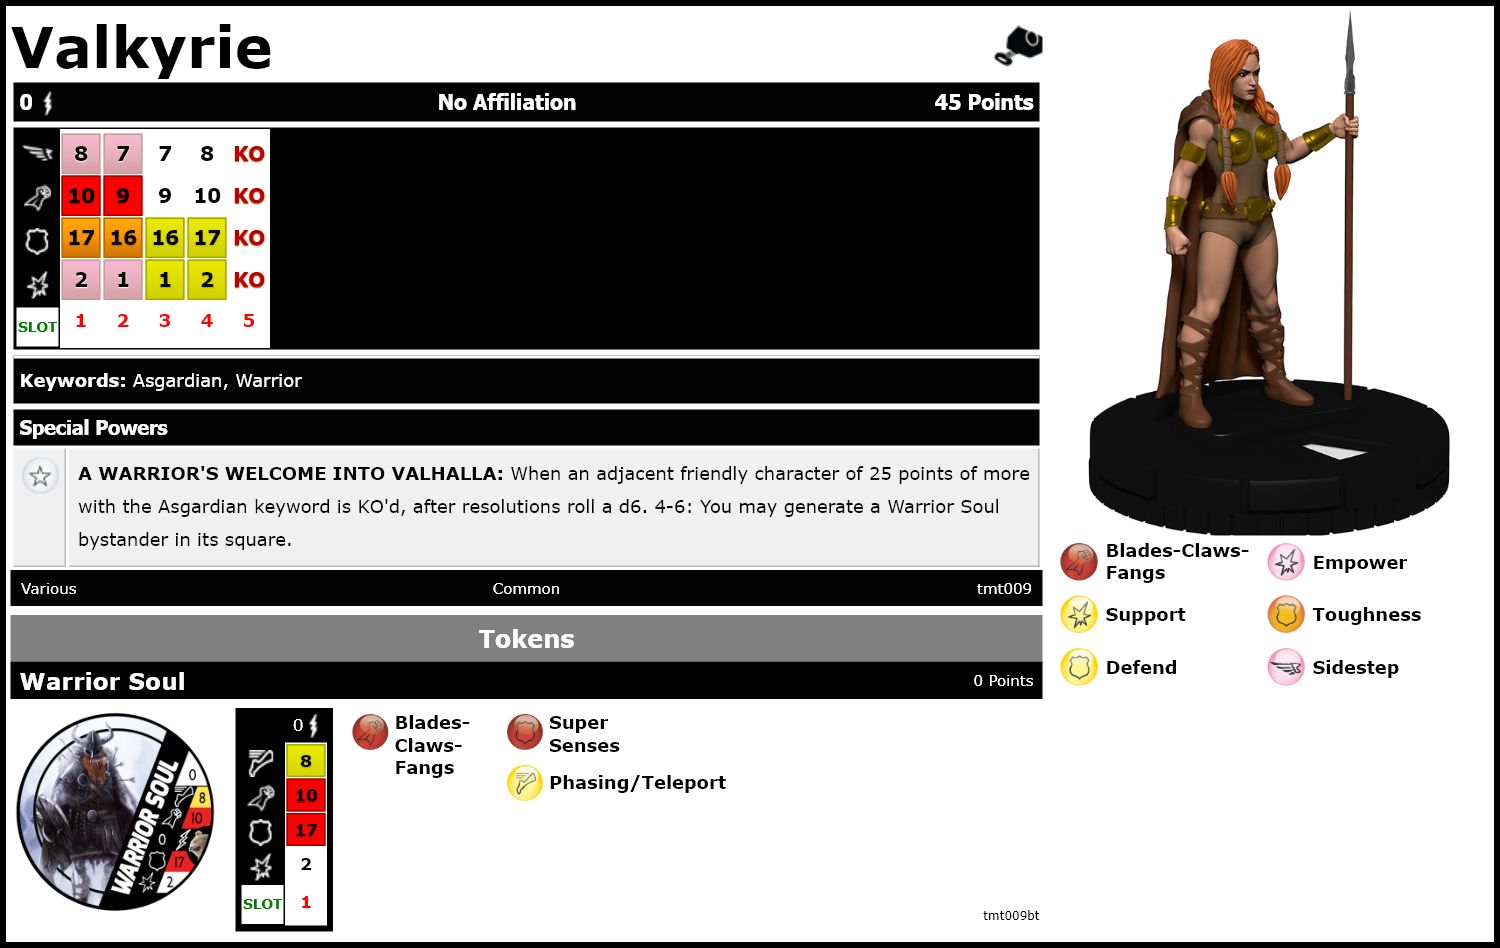 Valkyrie
0 No Affiliation 45 Points
8 7 7 8 KO
10 9 9 10 KO
17 16 16 17 KO
2 1 1 2 KO
SLOT 1 2 3 4 5
Keywords: Asgardian, Warrior
Special Powers
A WARRIOR'S WELCOME INTO VALHALLA: When an adjacent friendly character of 25 points of more
with the Asgardian keyword is KO'd, after resolutions roll a d6. 4-6: You may generate a Warrior Soul
bystander in its square.
Various Common tmt009
Blades-Claws-
Fangs
Empower
Support
Toughness
Defend
Sidestep
Tokens
Warrior Soul 0 Points
WARRIOR SOUL
0
8
10
0
17
2
0
8
10
17
2
SLOT 1
Blades-
Claws-
Fangs
Super
Senses
Phasing/Teleport
tmt009bt